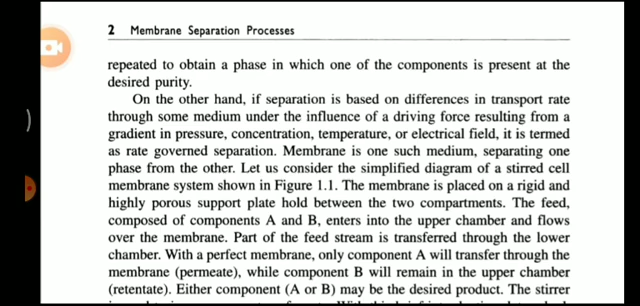 2 Membrane Separation Processes
repeated to obtain a phase in which one of the components is present at the
desired purity.
On the other hand, if separation is based on differences in transport rate
through some medium under the influence of a driving force resulting from a
gradient in pressure, concentration, temperature, or electrical field, it is termed
as rate governed separation. Membrane is one such medium, separating one
phase from the other. Let us consider the simplified diagram of a stirred cell
membrane system shown in Figure 1.1. The membrane is placed on a rigid and
highly porous support plate hold between the two compartments. The feed,
composed of components A and B, enters into the upper chamber and flows
over the membrane. Part of the feed stream is transferred through the lower
chamber. With a perfect membrane, only component A will transfer through the
membrane (permeate), while component B will remain in the upper chamber
(retentate). Either component (A or B) may be the desired product. The stirrer